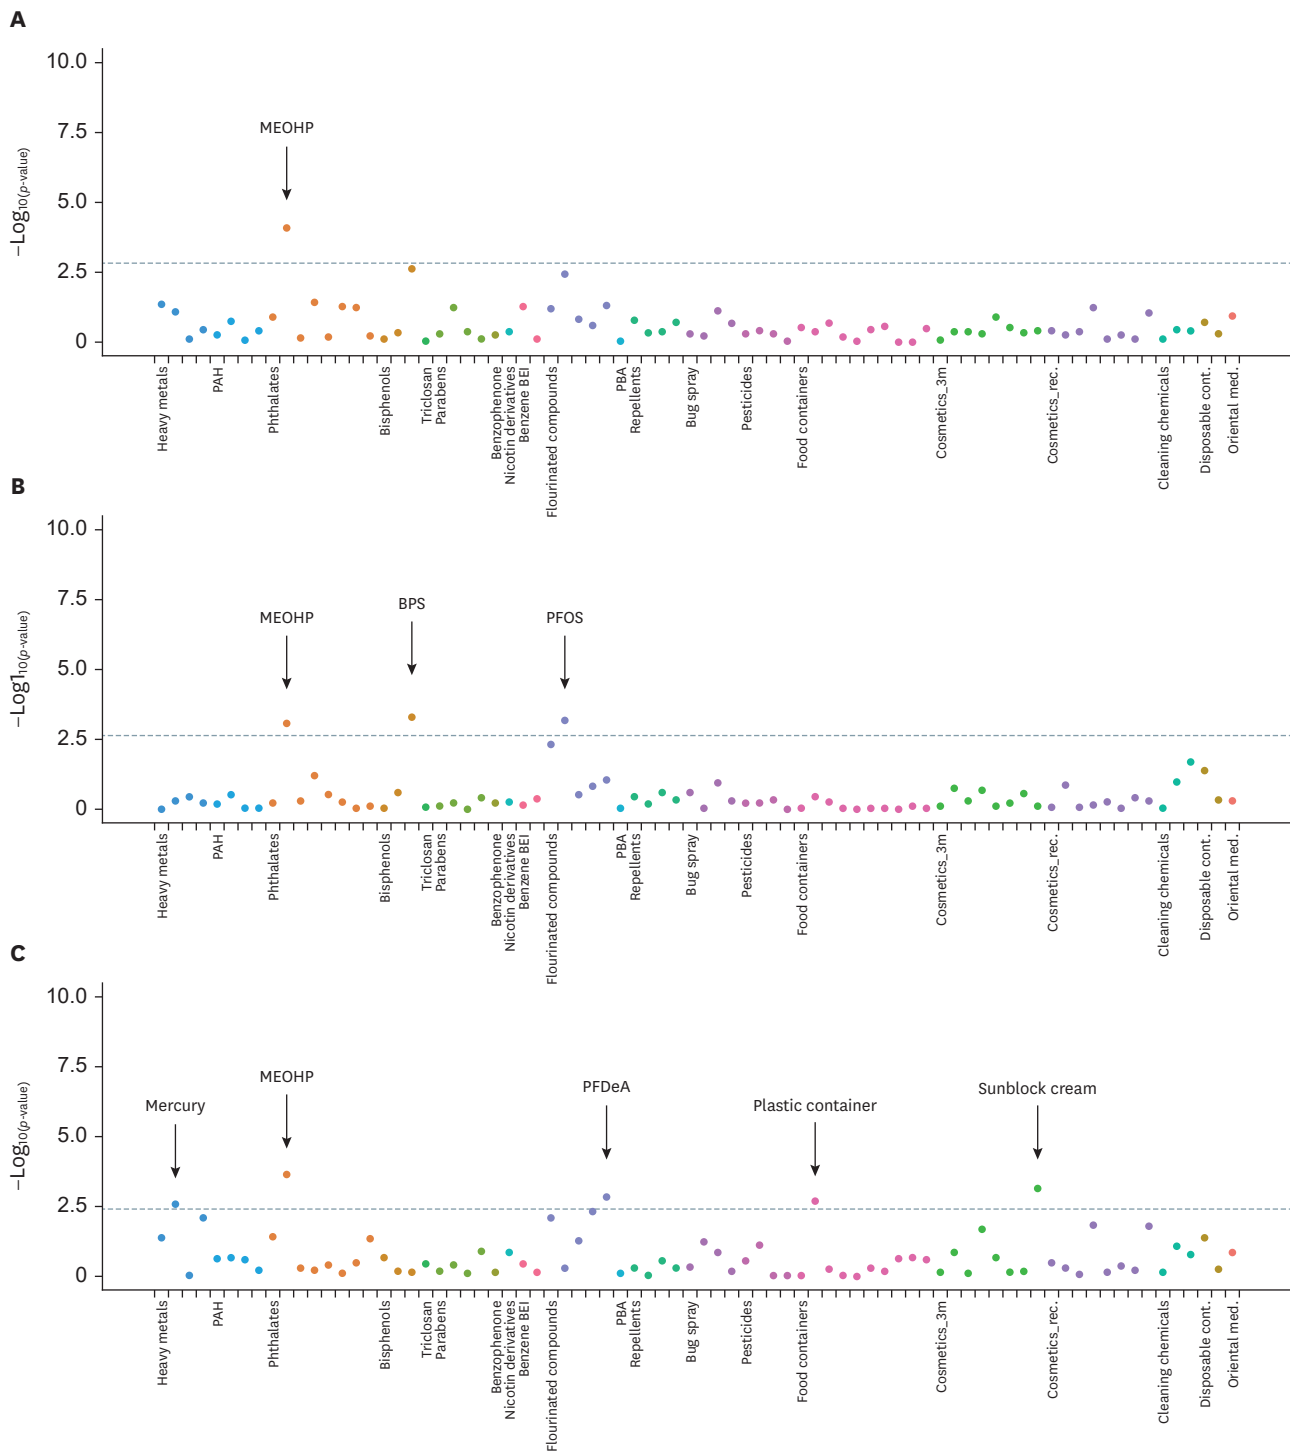 A
10.0
7.5
5.0
2.5
0
−Log10(p-value)
MEOHP
Heavy metals
PAH
Phthalates
Bisphenols
Triclosan
Parabens
Benzophenone
Nicotin derivatives
Benzene BEI
Flourinated compounds
PBA
Repellents
Bug spray
Pesticides
Food containers
Cosmetics_3m
Cosmetics_rec.
Cleaning chemicals
Disposable cont.
Oriental med.
B
10.0
7.5
5.0
2.5
0
−Log110(p-value)
MEOHP
BPS
PFOS
Heavy metals
PAH
Phthalates
Bisphenols
Triclosan
Parabens
Benzophenone
Nicotin derivatives
Benzene BEI
Flourinated compounds
PBA
Repellents
Bug spray
Pesticides
Food containers
Cosmetics_3m
Cosmetics_rec.
Cleaning chemicals
Disposable cont.
Oriental med.
C
10.0
7.5
5.0
2.5
0
−Log10(p-value)
Mercury
MEOHP
PFDeA
Plastic container
Sunblock cream
Heavy metals
PAH
Phthalates
Bisphenols
Triclosan
Parabens
Benzophenone
Nicotin derivatives
Benzene BEI
Flourinated compounds
PBA
Repellents
Bug spray
Pesticides
Food containers
Cosmetics_3m
Cosmetics_rec.
Cleaning chemicals
Disposable cont.
Oriental med.